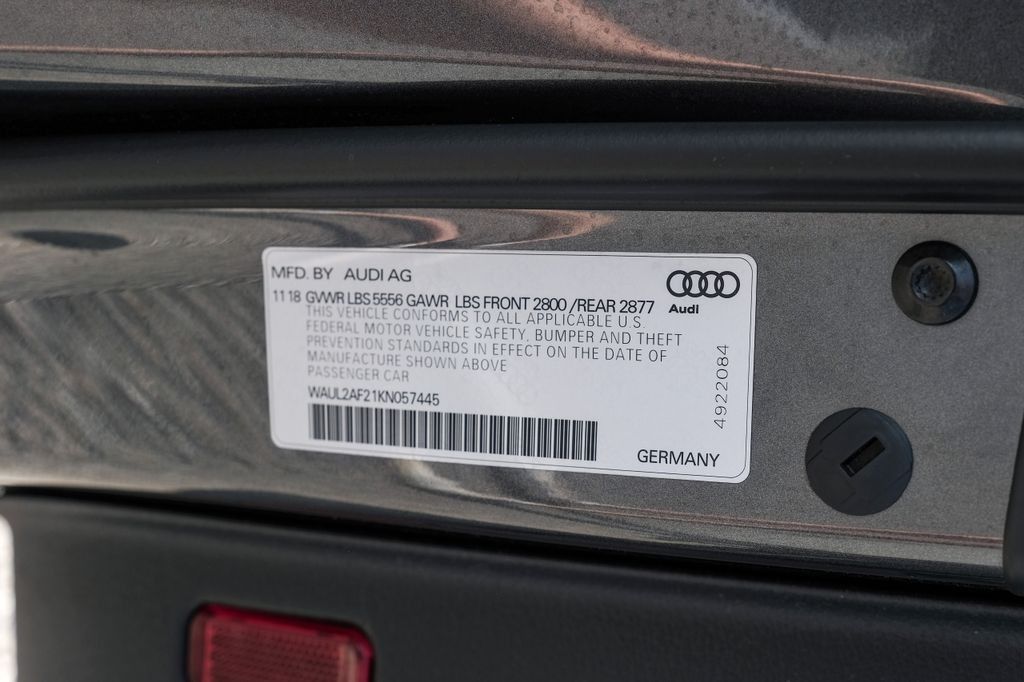 MFD. BY AUDI AG
Audi
11 18 GVWR LBS 5556 GAWR LBS FRONT 2800 /REAR 2877
THIS VEHICLE CONFORMS TO ALL APPLICABLE U.S.
FEDERAL MOTOR VEHICLE SAFETY, BUMPER AND THEFT
PREVENTION STANDARDS IN EFFECT ON THE DATE OF
MANUFACTURE SHOWN ABOVE
PASSENGER CAR
WAUL2AF21KN057445
4922084
GERMANY